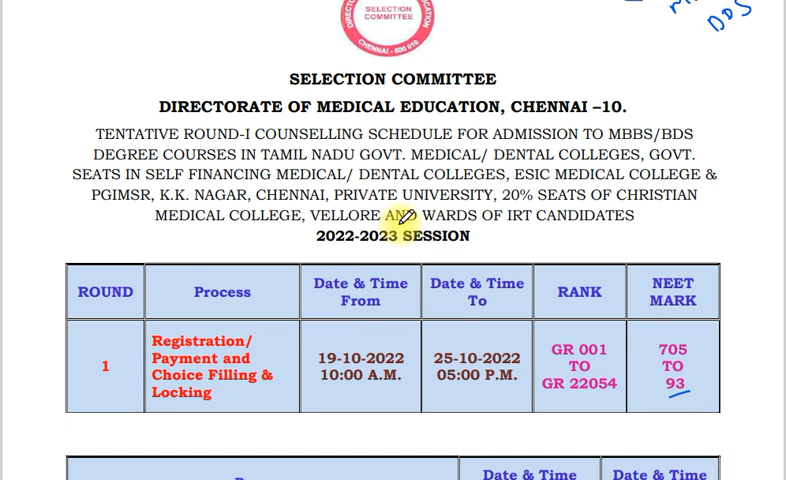 DIRECTOR
EDUCATION
SELECTION
COMMITTEE
CHENNAI - 600 010
DDS
SELECTION COMMITTEE
DIRECTORATE OF MEDICAL EDUCATION, CHENNAI –10.
TENTATIVE ROUND-I COUNSELLING SCHEDULE FOR ADMISSION TO MBBS/BDS
DEGREE COURSES IN TAMIL NADU GOVT. MEDICAL/ DENTAL COLLEGES, GOVT.
SEATS IN SELF FINANCING MEDICAL/ DENTAL COLLEGES, ESIC MEDICAL COLLEGE &
PGIMSR, K.K. NAGAR, CHENNAI, PRIVATE UNIVERSITY, 20% SEATS OF CHRISTIAN
MEDICAL COLLEGE, VELLORE AND WARDS OF IRT CANDIDATES
2022-2023 SESSION
ROUND Process Date & Time From Date & Time To RANK NEET MARK
1 Registration/ Payment and Choice Filling & Locking 19-10-2022 10:00 A.M. 25-10-2022 05:00 P.M. GR 001 TO GR 22054 705 TO 93
Date & Time Date & Time